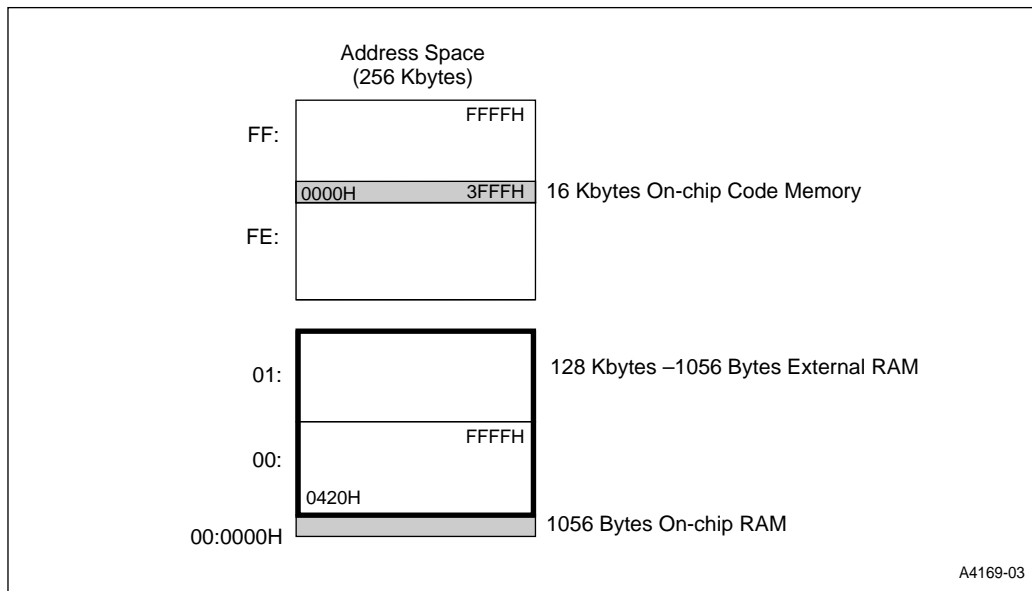 Address Space
(256 Kbytes)
FFFFH
FF:
0000H 3FFFH 16 Kbytes On-chip Code Memory
FE:
01: 128 Kbytes –1056 Bytes External RAM
FFFFH
00:
0420H
1056 Bytes On-chip RAM
00:0000H
A4169-03